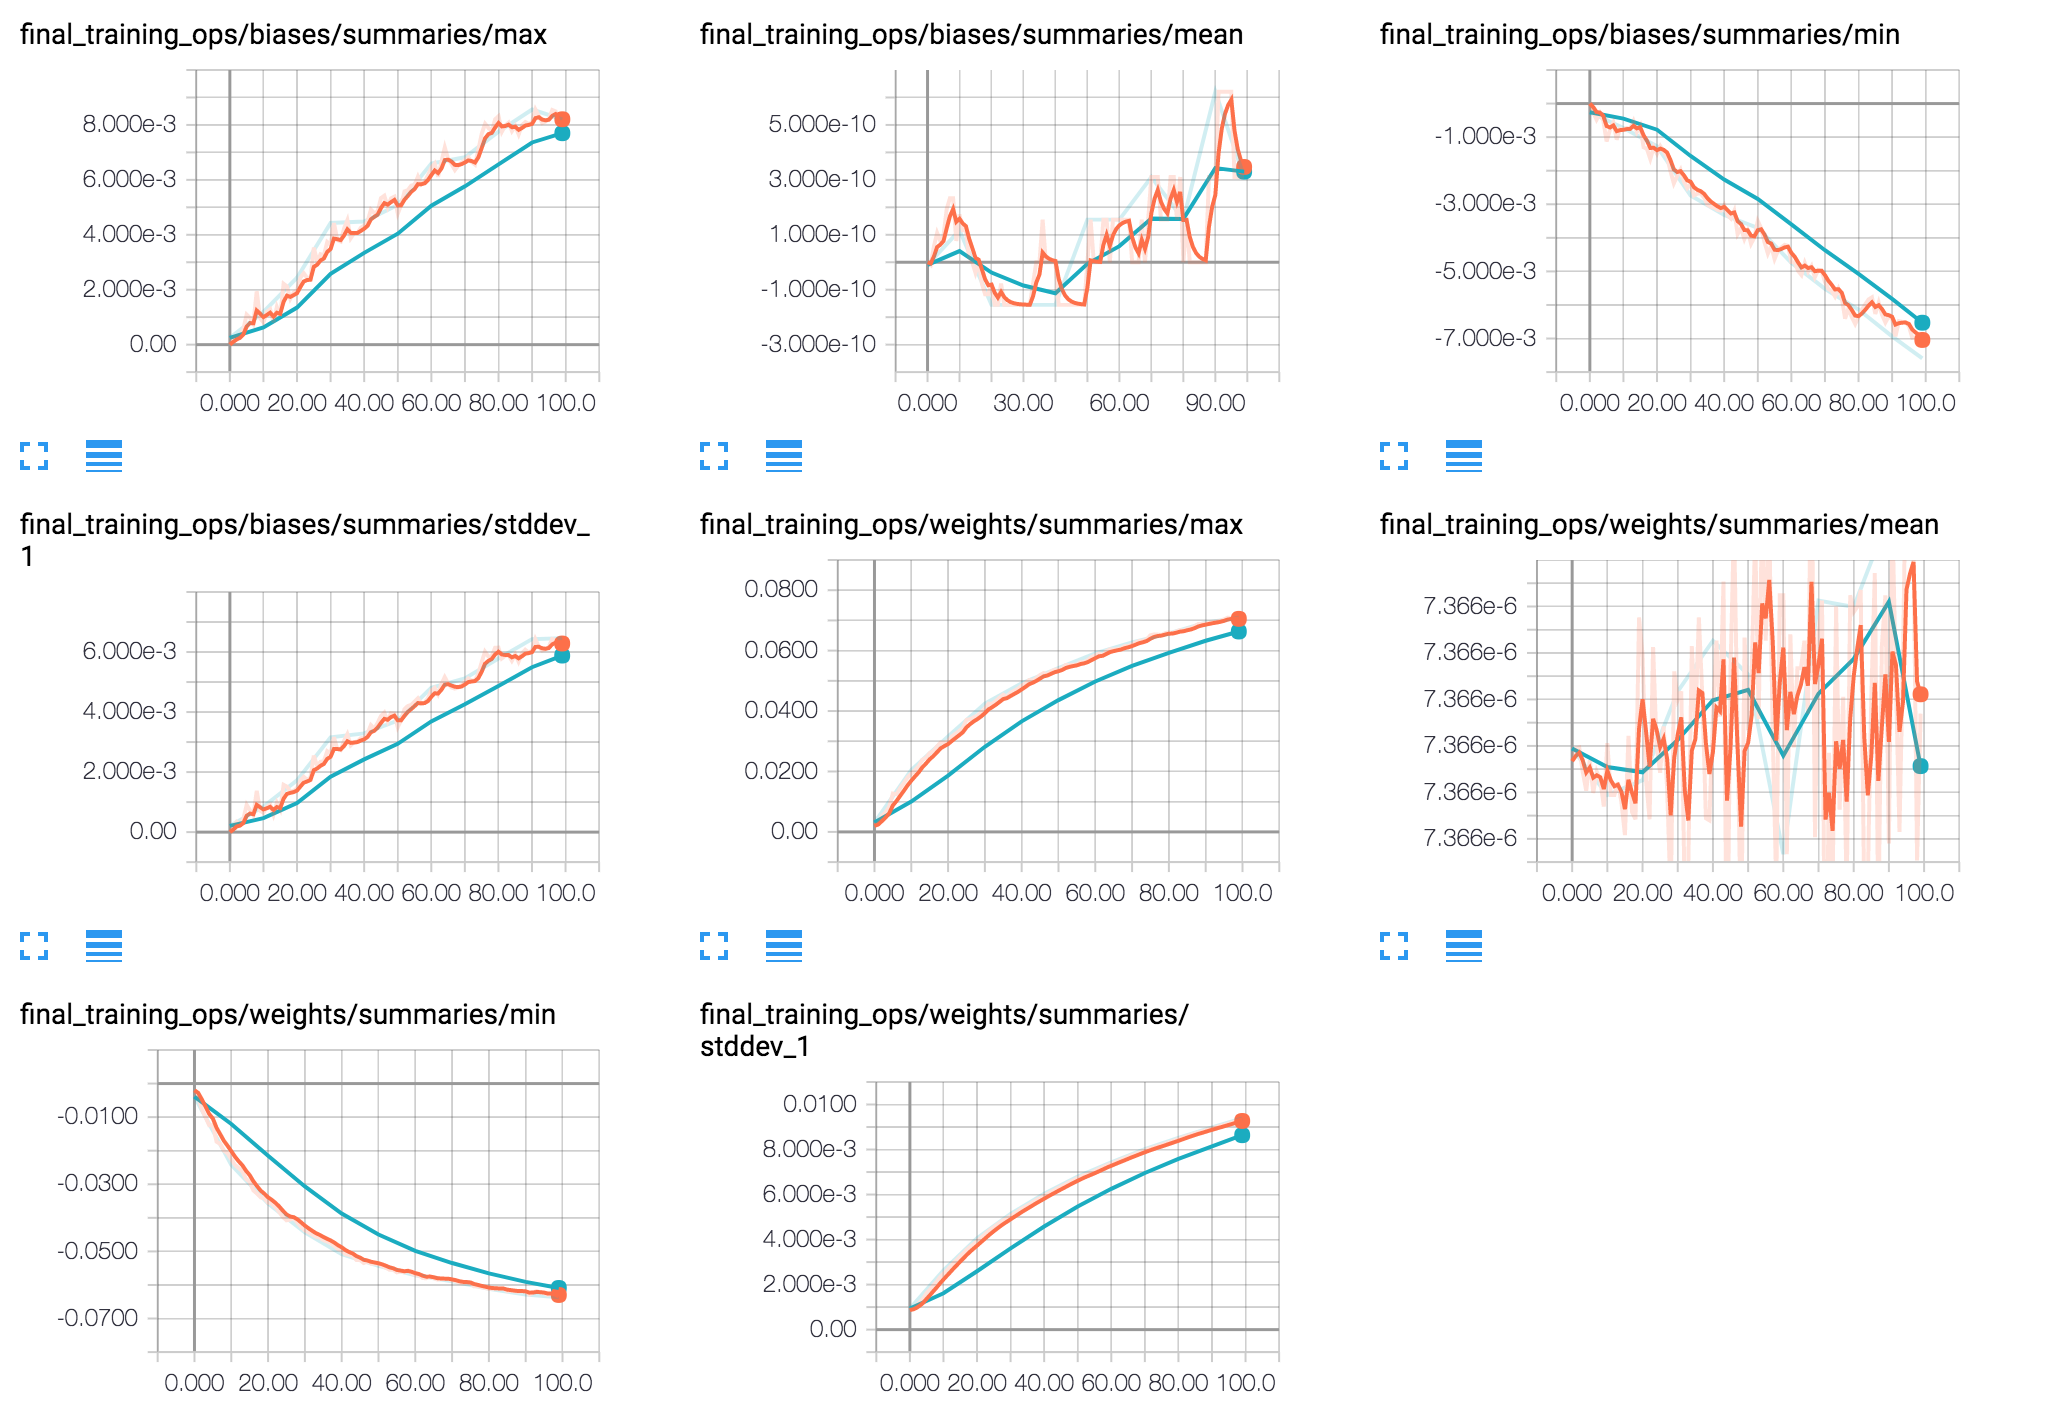 final_training_ops/biases/summaries/max
8.000e-3
6.000e-3
4.000e-3
2.000e-3
0.00
0.000 20.00 40.00 60.00 80.00 100.0
final_training_ops/biases/summaries/mean
5.000e-10
3.000e-10
1.000e-10
-1.000e-10
-3.000e-10
0.000 30.00 60.00 90.00
final_training_ops/biases/summaries/min
-1.000e-3
-3.000e-3
-5.000e-3
-7.000e-3
0.000 20.00 40.00 60.00 80.00 100.0
final_training_ops/biases/summaries/stddev_
1
6.000e-3
4.000e-3
2.000e-3
0.00
0.000 20.00 40.00 60.00 80.00 100.0
final_training_ops/weights/summaries/max
0.0800
0.0600
0.0400
0.0200
0.00
0.000 20.00 40.00 60.00 80.00 100.0
final_training_ops/weights/summaries/mean
7.366e-6
7.366e-6
7.366e-6
7.366e-6
7.366e-6
7.366e-6
0.000 20.00 40.00 60.00 80.00 100.0
final_training_ops/weights/summaries/min
-0.0100
-0.0300
-0.0500
-0.0700
0.000 20.00 40.00 60.00 80.00 100.0
final_training_ops/weights/summaries/
stddev_1
0.0100
8.000e-3
6.000e-3
4.000e-3
2.000e-3
0.00
0.000 20.00 40.00 60.00 80.00 100.0